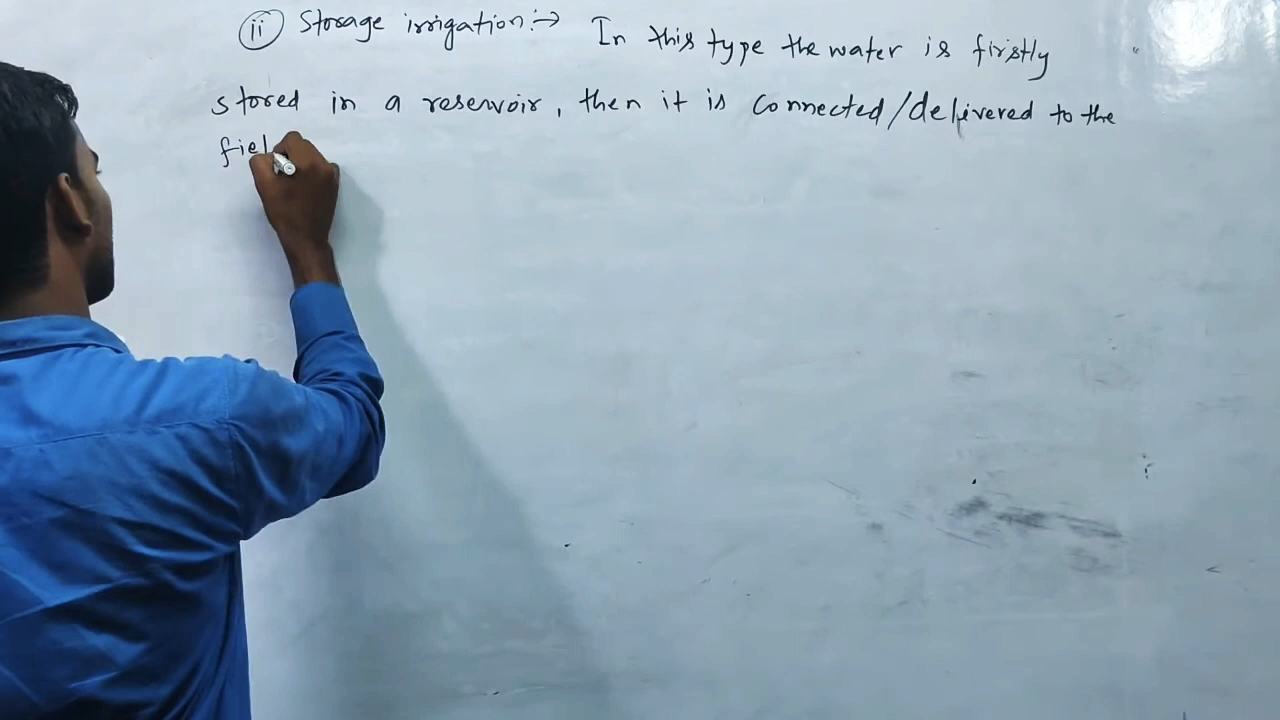 ii Storage irrigation:→ In this type the water is firstly
stored in a reservoir, then it is connected/delivered to the
fiel